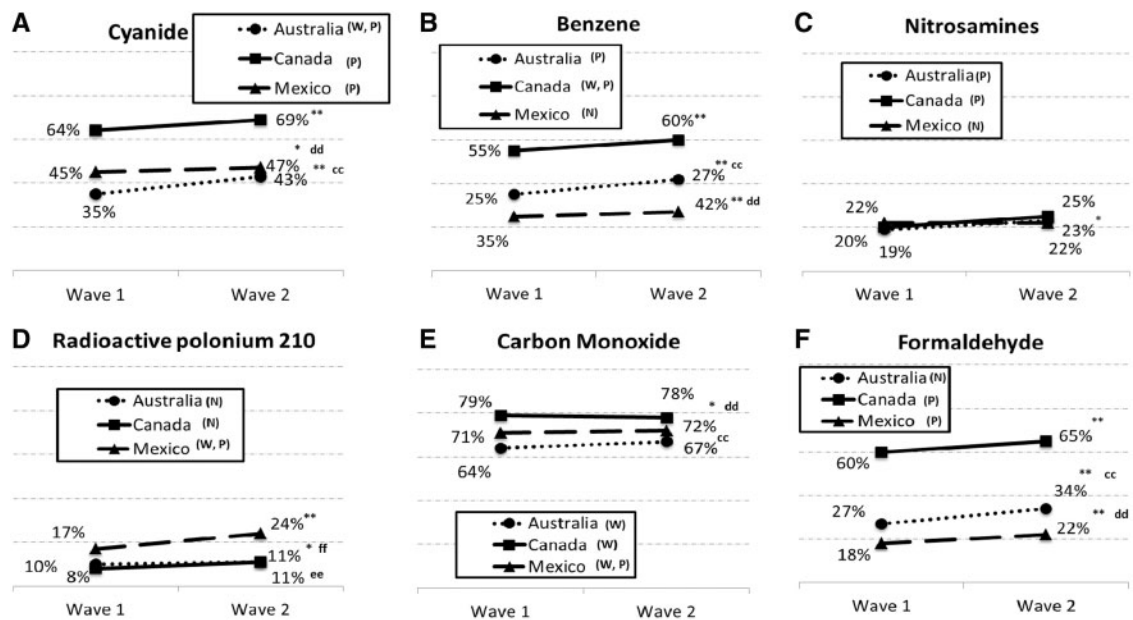 A
Cyanide
Australia (W, P)
Canada (P)
Mexico (P)
64%
69% **
* dd
45%
47%
** cc
43%
35%
Wave 1
Wave 2
B
Benzene
Australia (P)
Canada (W, P)
Mexico (N)
55%
60%**
** cc
25%
27%
42% ** dd
35%
Wave 1
Wave 2
C
Nitrosamines
Australia(P)
Canada (P)
Mexico (N)
22%
25%
20%
23%*
19%
22%
Wave 1
Wave 2
D
Radioactive polonium 210
Australia (N)
Canada (N)
Mexico (W, P)
17%
24%**
10%
11% * ff
8%
11% ee
Wave 1
Wave 2
E
Carbon Monoxide
79%
78%
* dd
71%
72%
67%cc
64%
Australia (W)
Canada (W)
Mexico (W, P)
Wave 1
Wave 2
F
Formaldehyde
Australia (N)
Canada (P)
Mexico (P)
60%
65%**
** cc
27%
34%
** dd
18%
22%
Wave 1
Wave 2